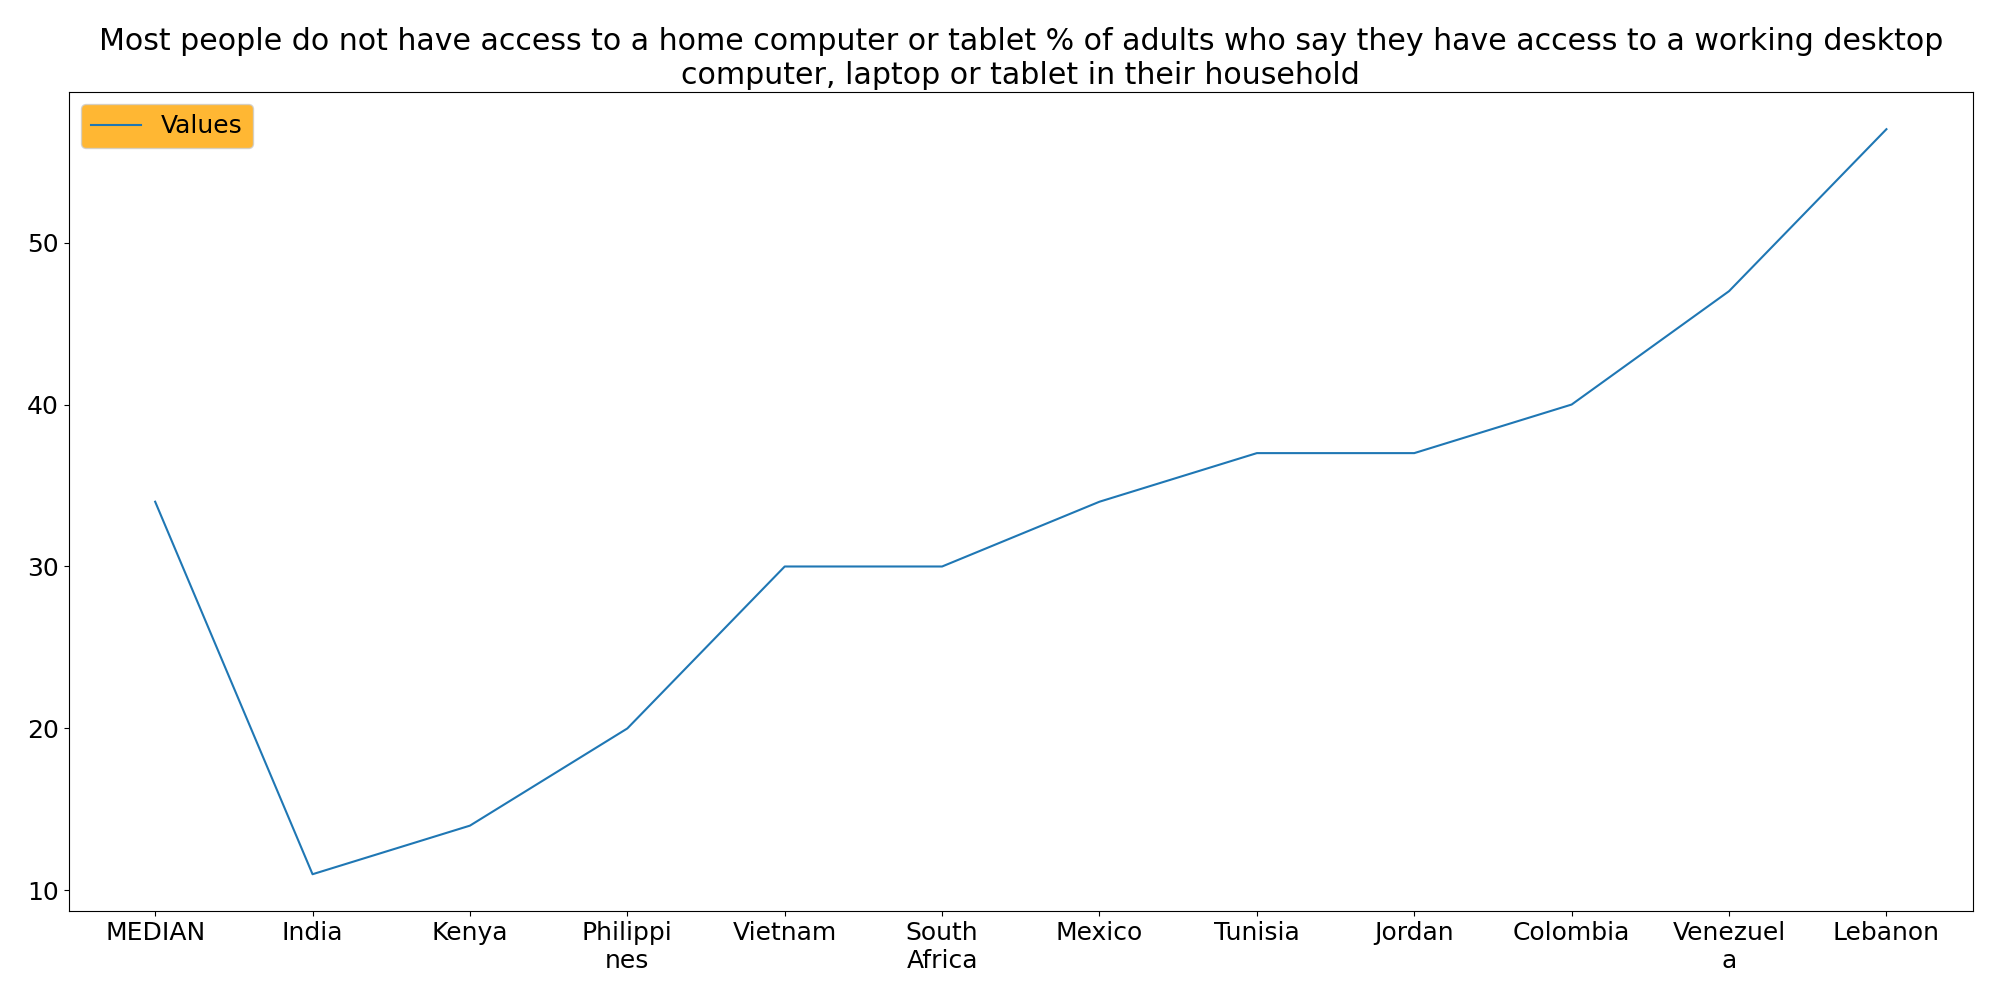 Most people do not have access to a home computer or tablet % of adults who say they have access to a working desktop
computer, laptop or tablet in their household
Values
50
40
30
20
10
MEDIAN India Kenya Philippi Vietnam South Mexico Tunisia Jordan Colombia Venezuel Lebanon
nes Africa a